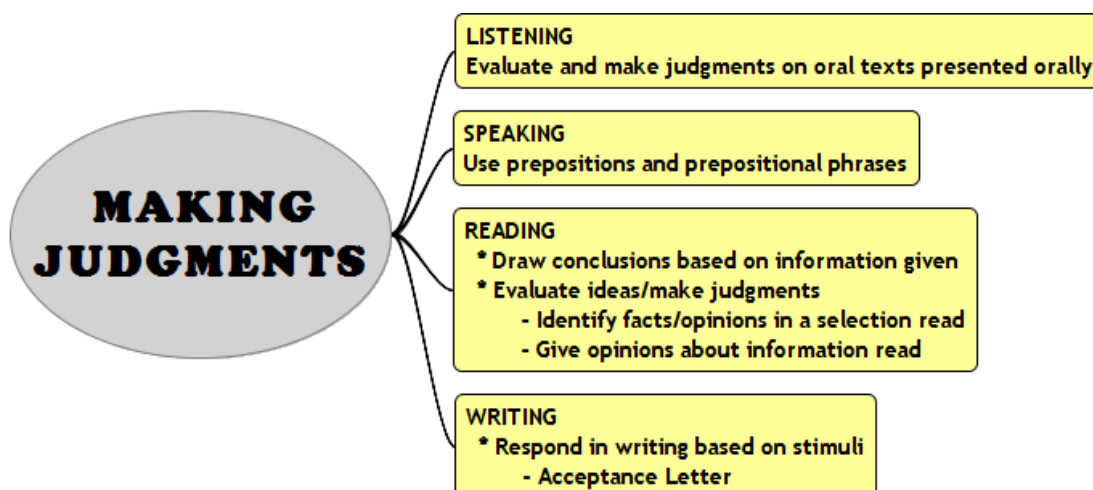 MAKING
JUDGMENTS
LISTENING
Evaluate and make judgments on oral texts presented orally
SPEAKING
Use prepositions and prepositional phrases
READING
* Draw conclusions based on information given
* Evaluate ideas/make judgments
- Identify facts/opinions in a selection read
- Give opinions about information read
WRITING
* Respond in writing based on stimuli
- Acceptance Letter